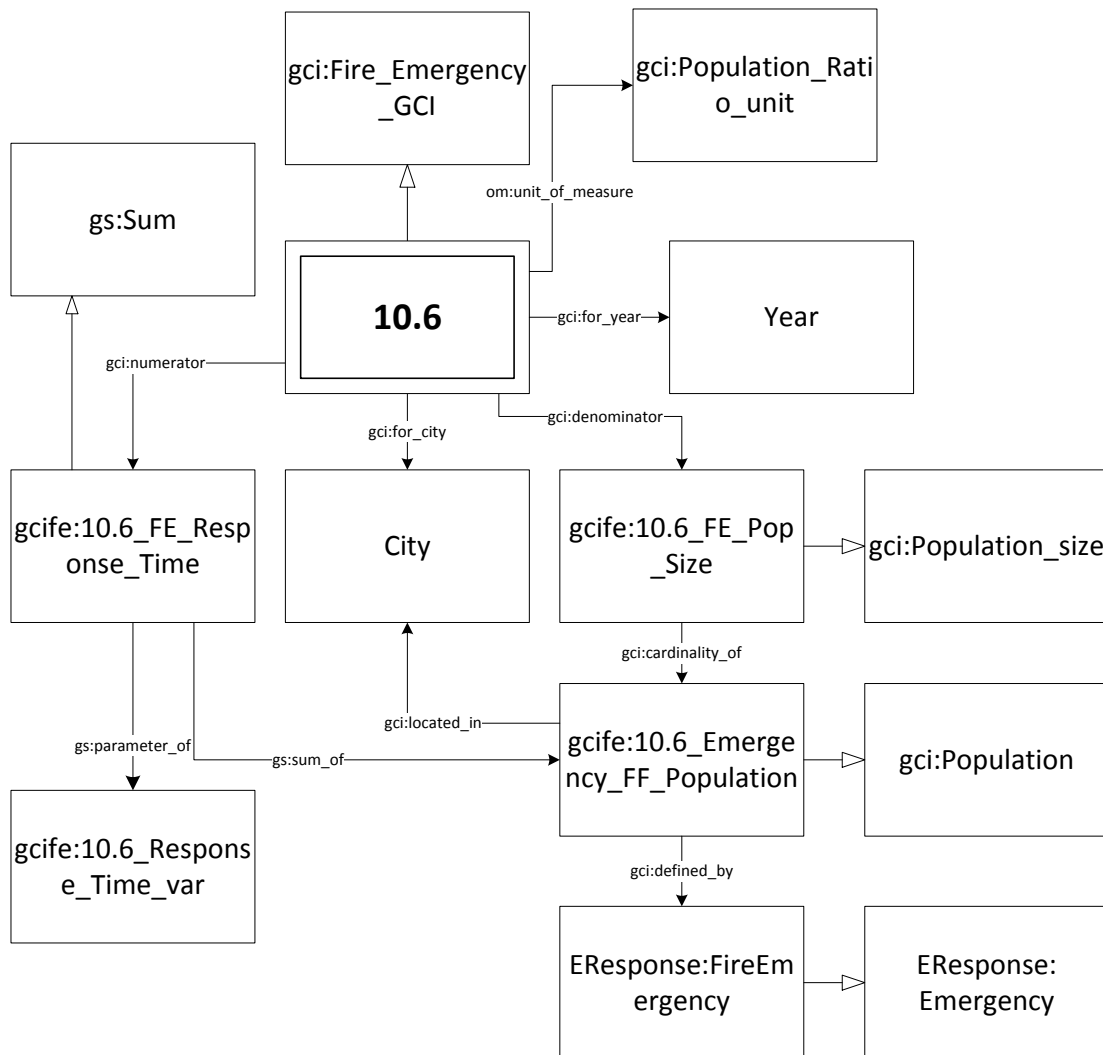 gci:Fire_Emergency
_GCI
gci:Population_Rati
o_unit
gs:Sum
om:unit_of_measure
10.6
gci:for_year
Year
gci:numerator
gci:for_city
gci:denominator
gcife:10.6_FE_Resp
onse_Time
City
gcife:10.6_FE_Pop
_Size
gci:Population_size
gci:cardinality_of
gci:located_in
gs:parameter_of
gs:sum_of
gcife:10.6_Emerge
ncy_FF_Population
gci:Population
gcife:10.6_Respons
e_Time_var
gci:defined_by
EResponse:FireEm
ergency
EResponse:
Emergency